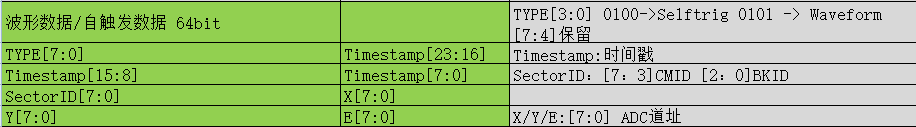 波形数据/自触发数据 64bit
TYPE[3:0] 0100->Selftrig 0101 -> Waveform
[7:4]保留
TYPE[7:0] Timestamp[23:16] Timestamp:时间戳
Timestamp[15:8] Timestamp[7:0] SectorID：[7：3]CMID [2：0]BKID
SectorID[7:0] X[7:0]
Y[7:0] E[7:0] X/Y/E:[7:0] ADC道址